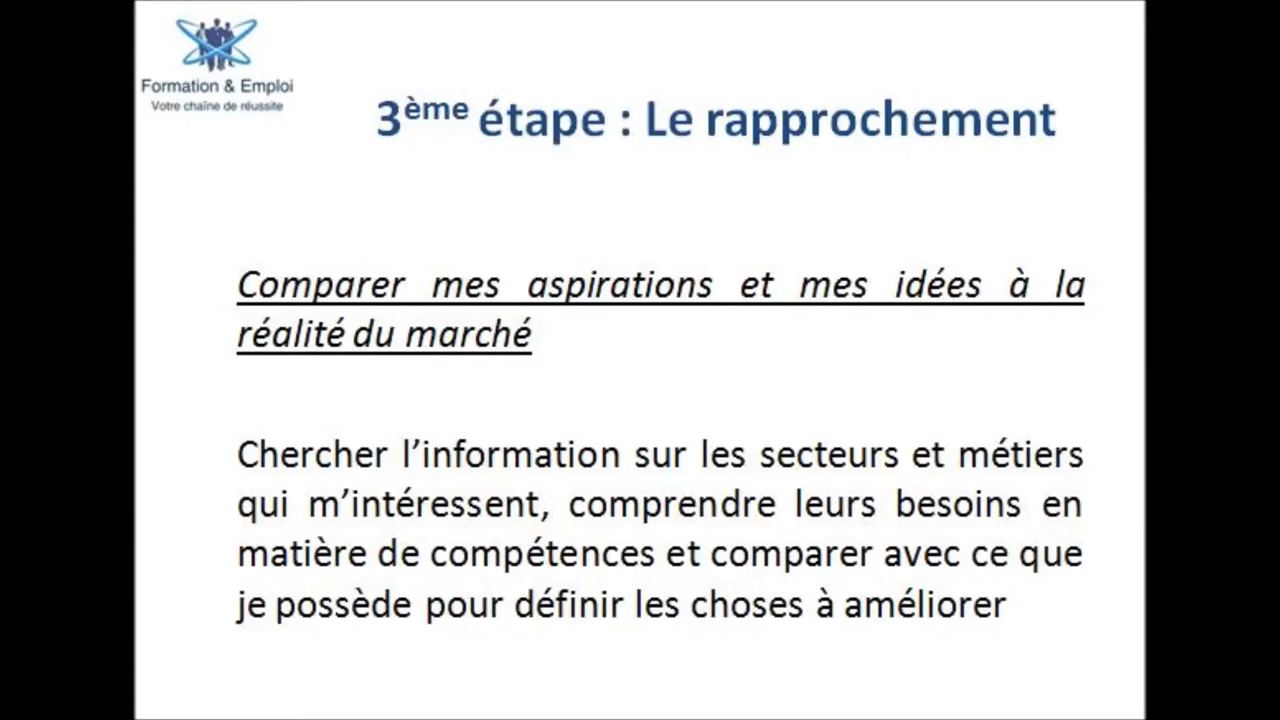 Formation & Emploi
Votre chaîne de réussite
3ème étape : Le rapprochement
Comparer mes aspirations et mes idées à la
réalité du marché
Chercher l’information sur les secteurs et métiers
qui m’intéressent, comprendre leurs besoins en
matière de compétences et comparer avec ce que
je possède pour définir les choses à améliorer